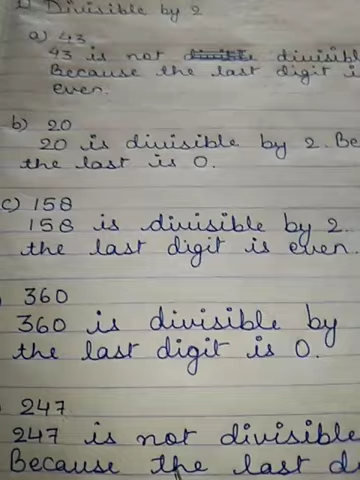 1) Divisible by 2
a) 43
43 is not divisible
Because the last digit is
even.
b) 20
20 is divisible by 2. Be
the last is 0.
c) 158
158 is divisible by 2.
the last digit is even.
360
360 is divisible by
the last digit is 0.
247
247 is not divisible
Because the last di